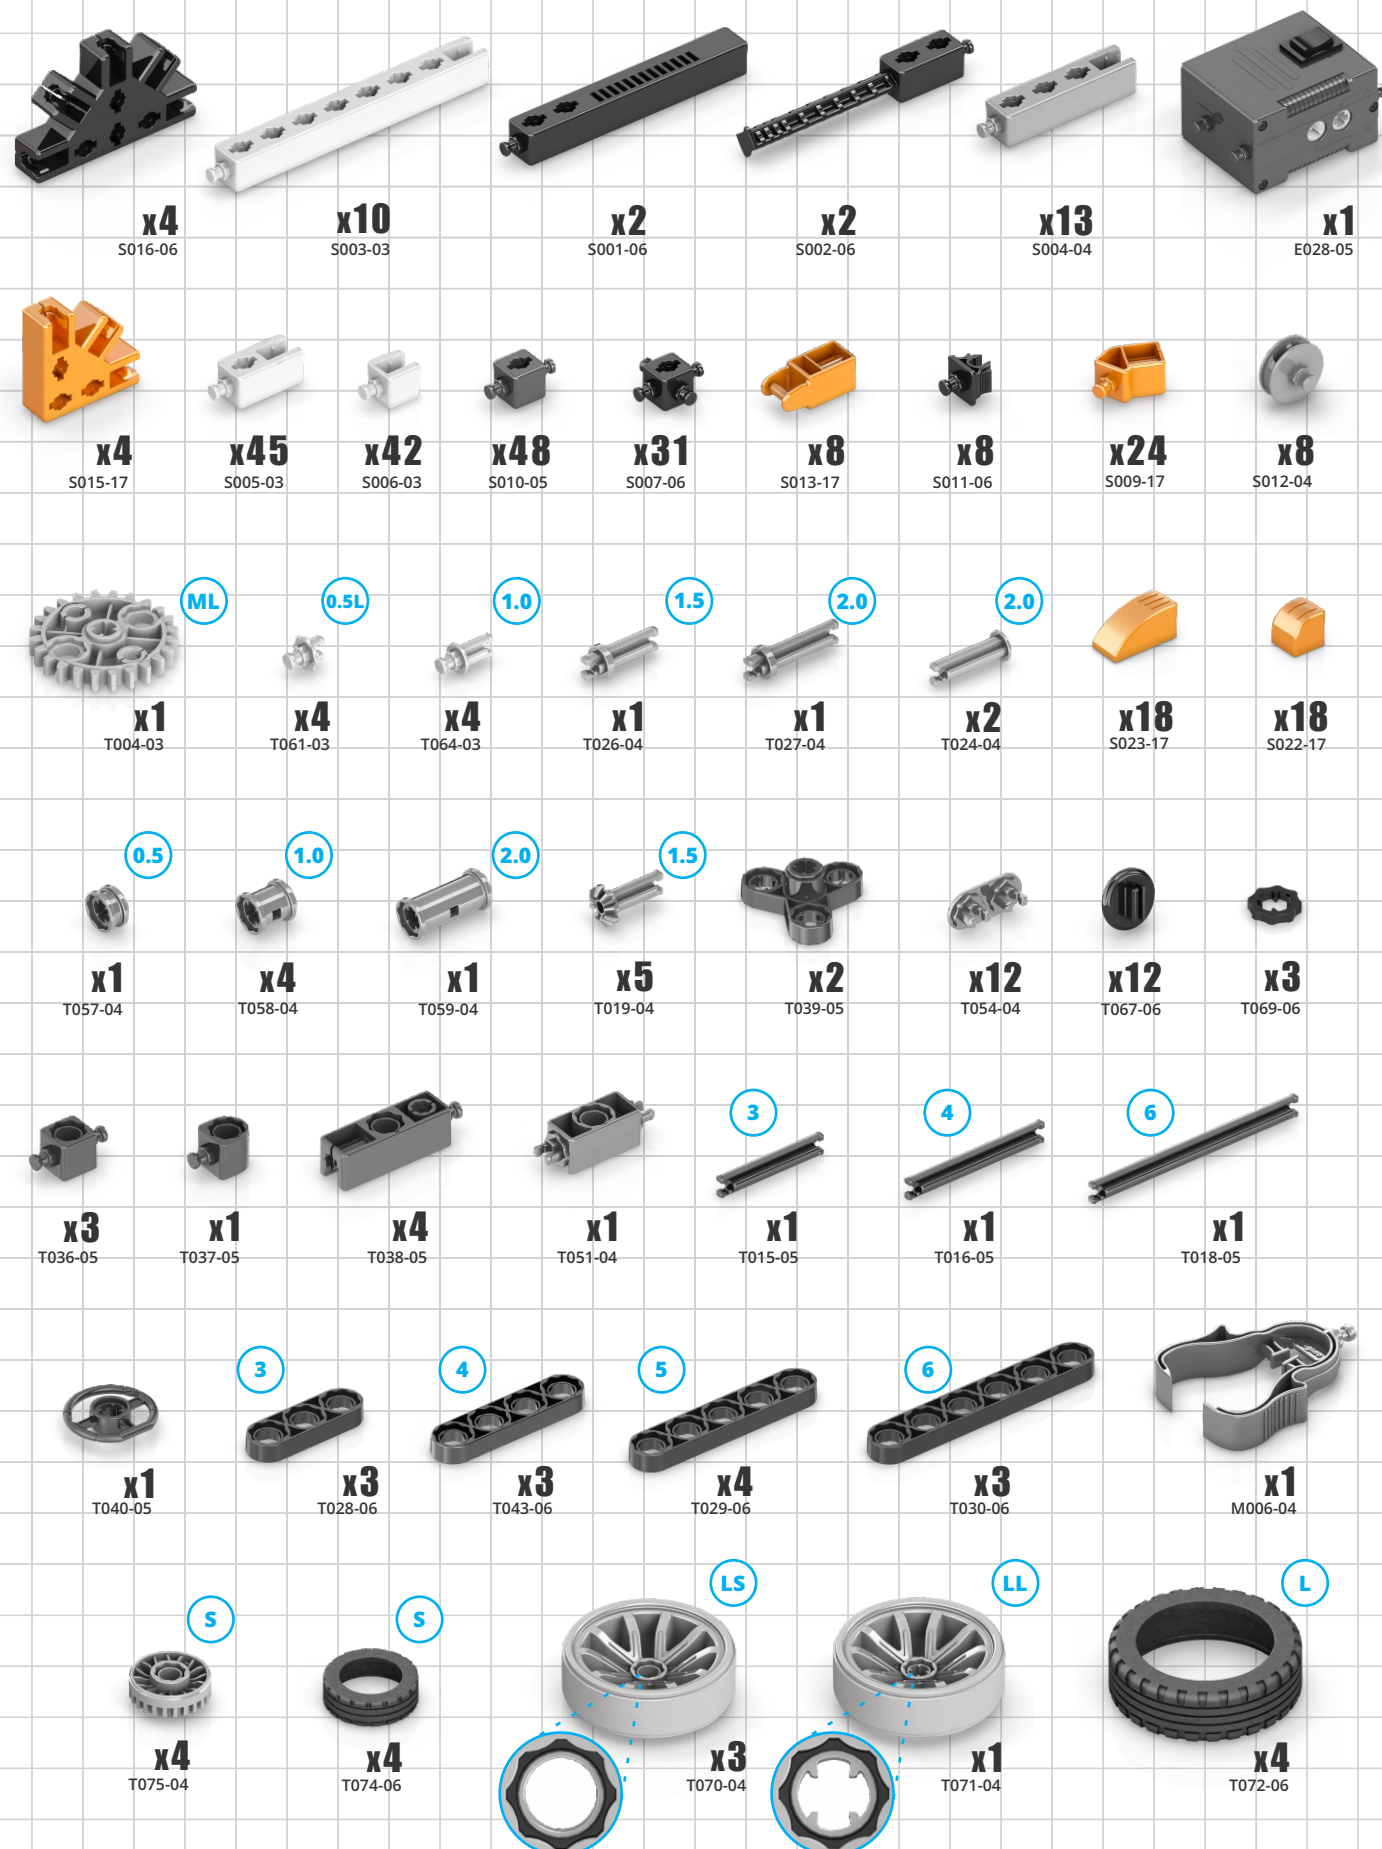 x4 x10 x2 x2 x13 x1
S016-06 S003-03 S001-06 S002-06 S004-04 E028-05
x4 x45 x42 x48 x31 x8 x8 x24 x8
S015-17 S005-03 S006-03 S010-05 S007-06 S013-17 S011-06 S009-17 S012-04
ML 0.5L 1.0 1.5 2.0 2.0
x1 x4 x4 x1 x1 x2 x18 x18
T004-03 T061-03 T064-03 T026-04 T027-04 T024-04 S023-17 S022-17
0.5 1.0 2.0 1.5
x1 x4 x1 x5 x2 x12 x12 x3
T057-04 T058-04 T059-04 T019-04 T039-05 T054-04 T067-06 T069-06
3 4 6
x3 x1 x4 x1 x1 x1 x1
T036-05 T037-05 T038-05 T051-04 T015-05 T016-05 T018-05
3 4 5 6
x1 x3 x3 x4 x3 x1
T040-05 T028-06 T043-06 T029-06 T030-06 M006-04
S S LS LL L
x4 x4 x3 x1 x4
T075-04 T074-06 T070-04 T071-04 T072-06